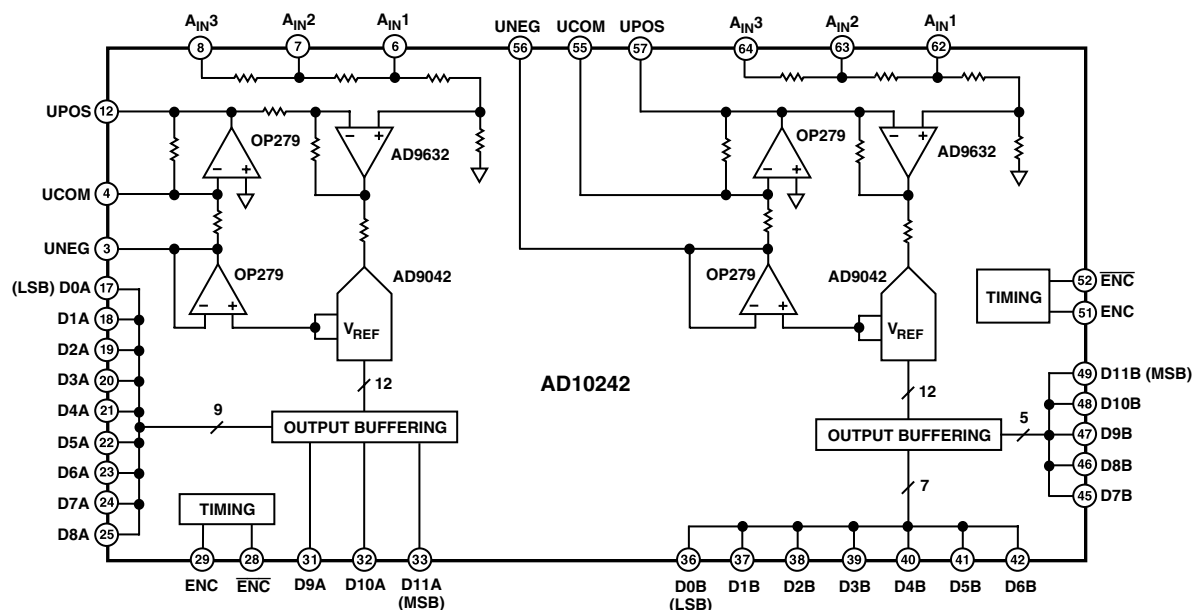 AIN3 AIN2 AIN1 UNEG UCOM UPOS AIN3 AIN2 AIN1
8 7 6 56 55 57 64 63 62
UPOS 12
OP279 AD9632 OP279 AD9632
− + − + − + − +
UCOM 4
UNEG 3
OP279 AD9042 OP279 AD9042
− + − +
VREF VREF
(LSB) D0A 17
D1A 18
D2A 19
D3A 20
D4A 21
D5A 22
D6A 23
D7A 24
D8A 25
TIMING
52 ENC
51 ENC
12 AD10242 12
9 OUTPUT BUFFERING
OUTPUT BUFFERING 5
7
49 D11B (MSB)
48 D10B
47 D9B
46 D8B
45 D7B
TIMING
29 28 31 32 33 36 37 38 39 40 41 42
ENC ENC D9A D10A D11A D0B D1B D2B D3B D4B D5B D6B
(MSB) (LSB)